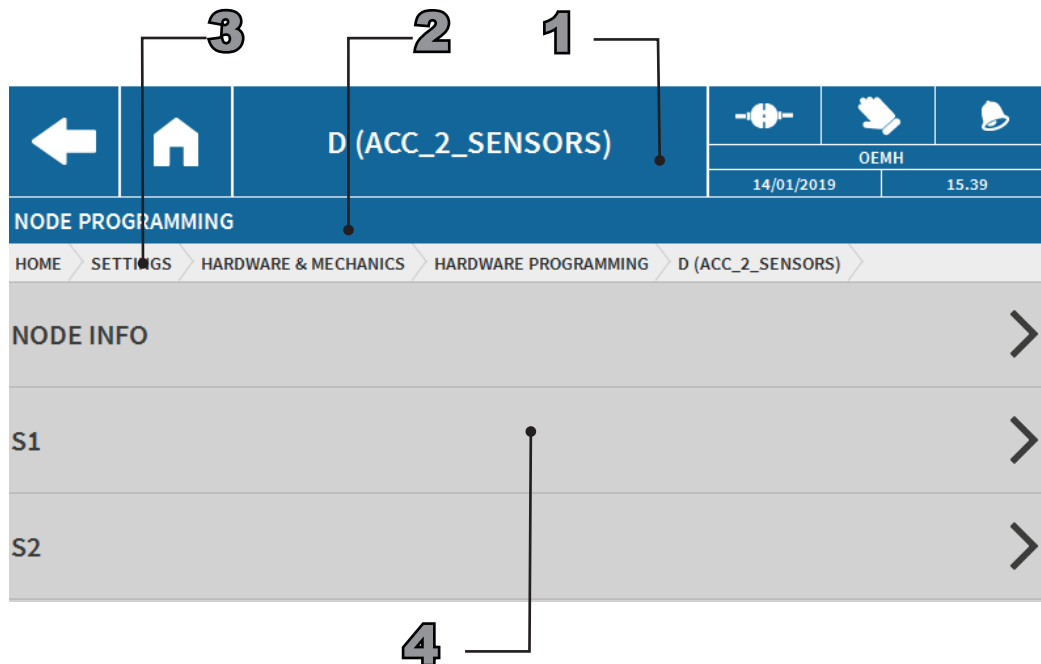 3 2 1
D (ACC_2_SENSORS)
OEMH
14/01/2019 15.39
NODE PROGRAMMING
HOME SETTINGS HARDWARE & MECHANICS HARDWARE PROGRAMMING D (ACC_2_SENSORS)
NODE INFO
S1
S2
4